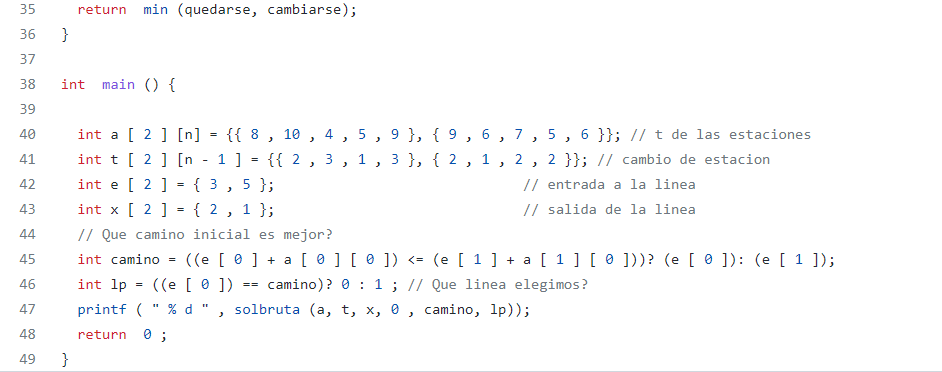 35 return min (quedarse, cambiarse);
36 }
37
38 int main () {
39
40 int a [ 2 ] [n] = {{ 8 , 10 , 4 , 5 , 9 }, { 9 , 6 , 7 , 5 , 6 }}; // t de las estaciones
41 int t [ 2 ] [n - 1 ] = {{ 2 , 3 , 1 , 3 }, { 2 , 1 , 2 , 2 }}; // cambio de estacion
42 int e [ 2 ] = { 3 , 5 }; // entrada a la linea
43 int x [ 2 ] = { 2 , 1 }; // salida de la linea
44 // Que camino inicial es mejor?
45 int camino = ((e [ 0 ] + a [ 0 ] [ 0 ]) <= (e [ 1 ] + a [ 1 ] [ 0 ]))? (e [ 0 ]): (e [ 1 ]);
46 int lp = ((e [ 0 ]) == camino)? 0 : 1 ; // Que linea elegimos?
47 printf ( " % d " , solbruta (a, t, x, 0 , camino, lp));
48 return 0 ;
49 }